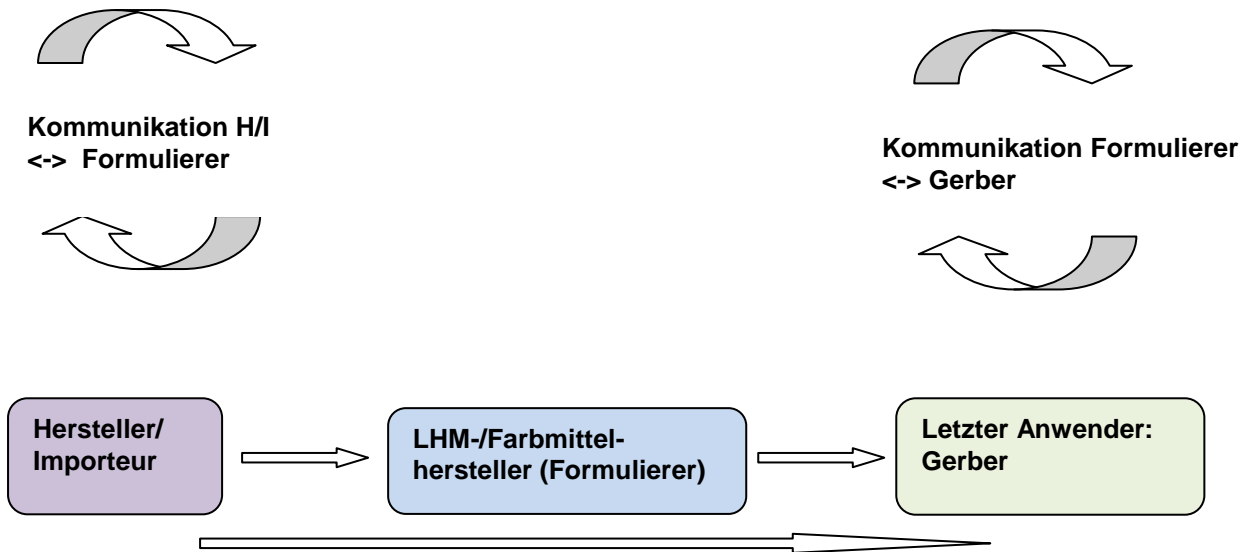 Kommunikation H/I
<-> Formulierer
Kommunikation Formulierer
<-> Gerber
Hersteller/
Importeur
LHM-/Farbmittel-
hersteller (Formulierer)
Letzter Anwender:
Gerber